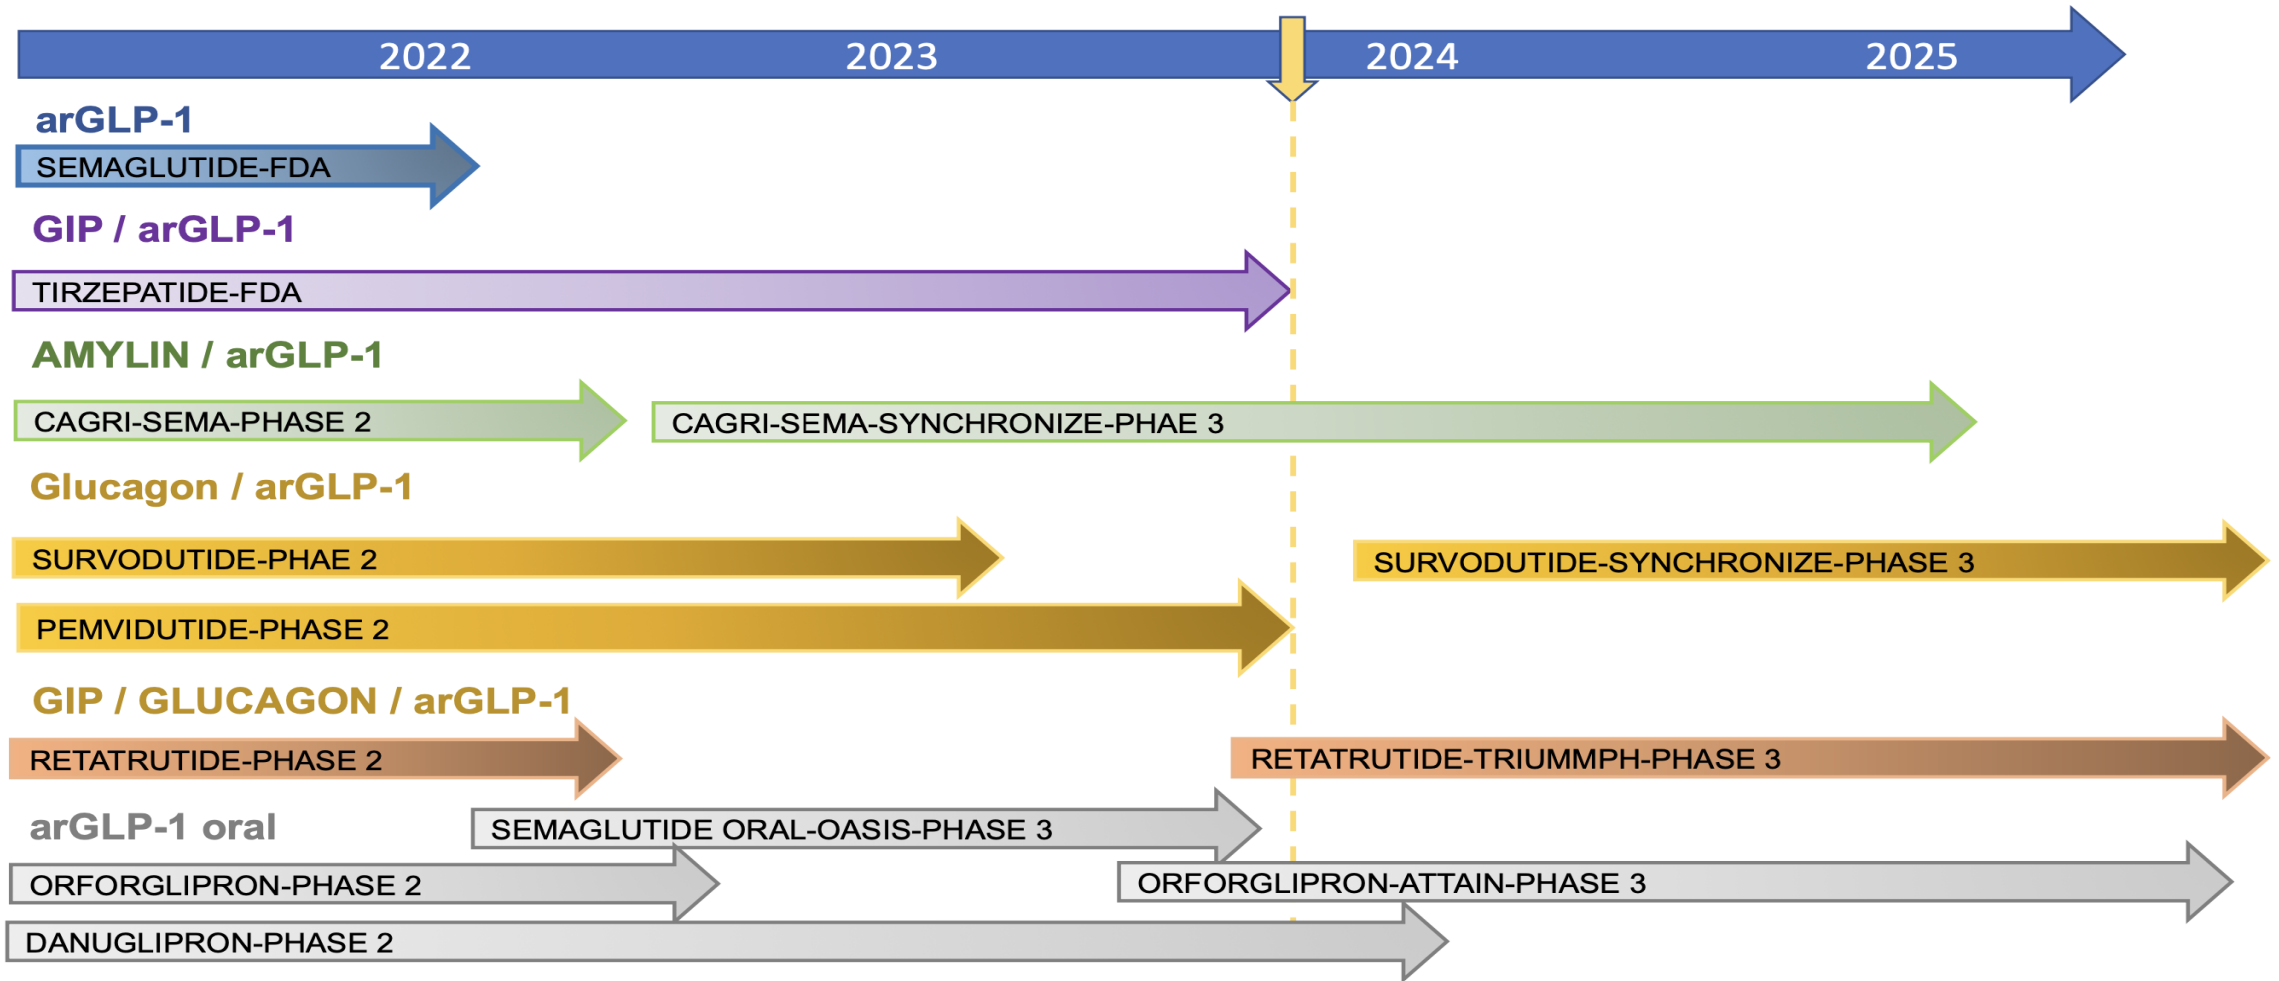 2022 2023 2024 2025
arGLP-1
SEMAGLUTIDE-FDA
GIP / arGLP-1
TIRZEPATIDE-FDA
AMYLIN / arGLP-1
CAGRI-SEMA-PHASE 2 CAGRI-SEMA-SYNCHRONIZE-PHAE 3
Glucagon / arGLP-1
SURVODUTIDE-PHAE 2 SURVODUTIDE-SYNCHRONIZE-PHASE 3
PEMVIDUTIDE-PHASE 2
GIP / GLUCAGON / arGLP-1
RETATRUTIDE-PHASE 2 RETATRUTIDE-TRIUMMPH-PHASE 3
arGLP-1 oral SEMAGLUTIDE ORAL-OASIS-PHASE 3
ORFORGLIPRON-PHASE 2 ORFORGLIPRON-ATTAIN-PHASE 3
DANUGLIPRON-PHASE 2